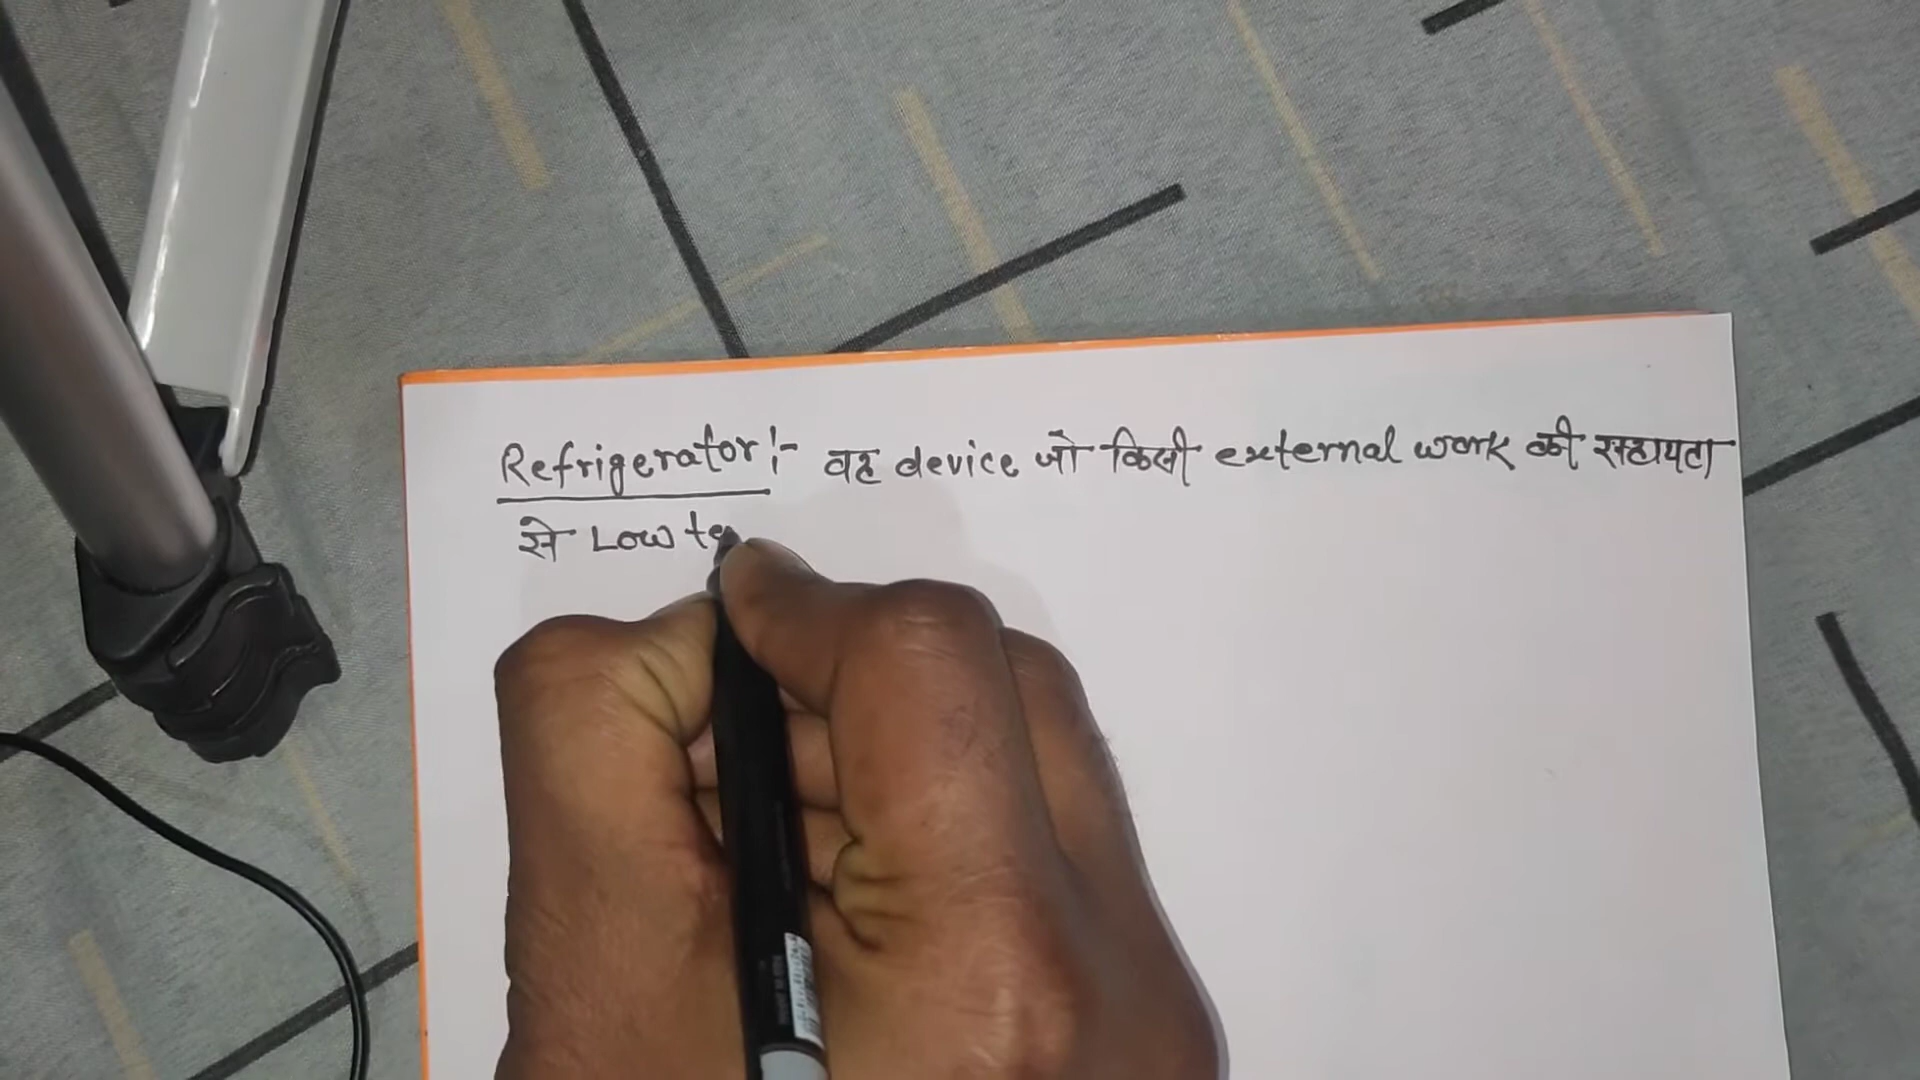 Refrigerator:- वह device जो किसी external work की सहायता
से Low te